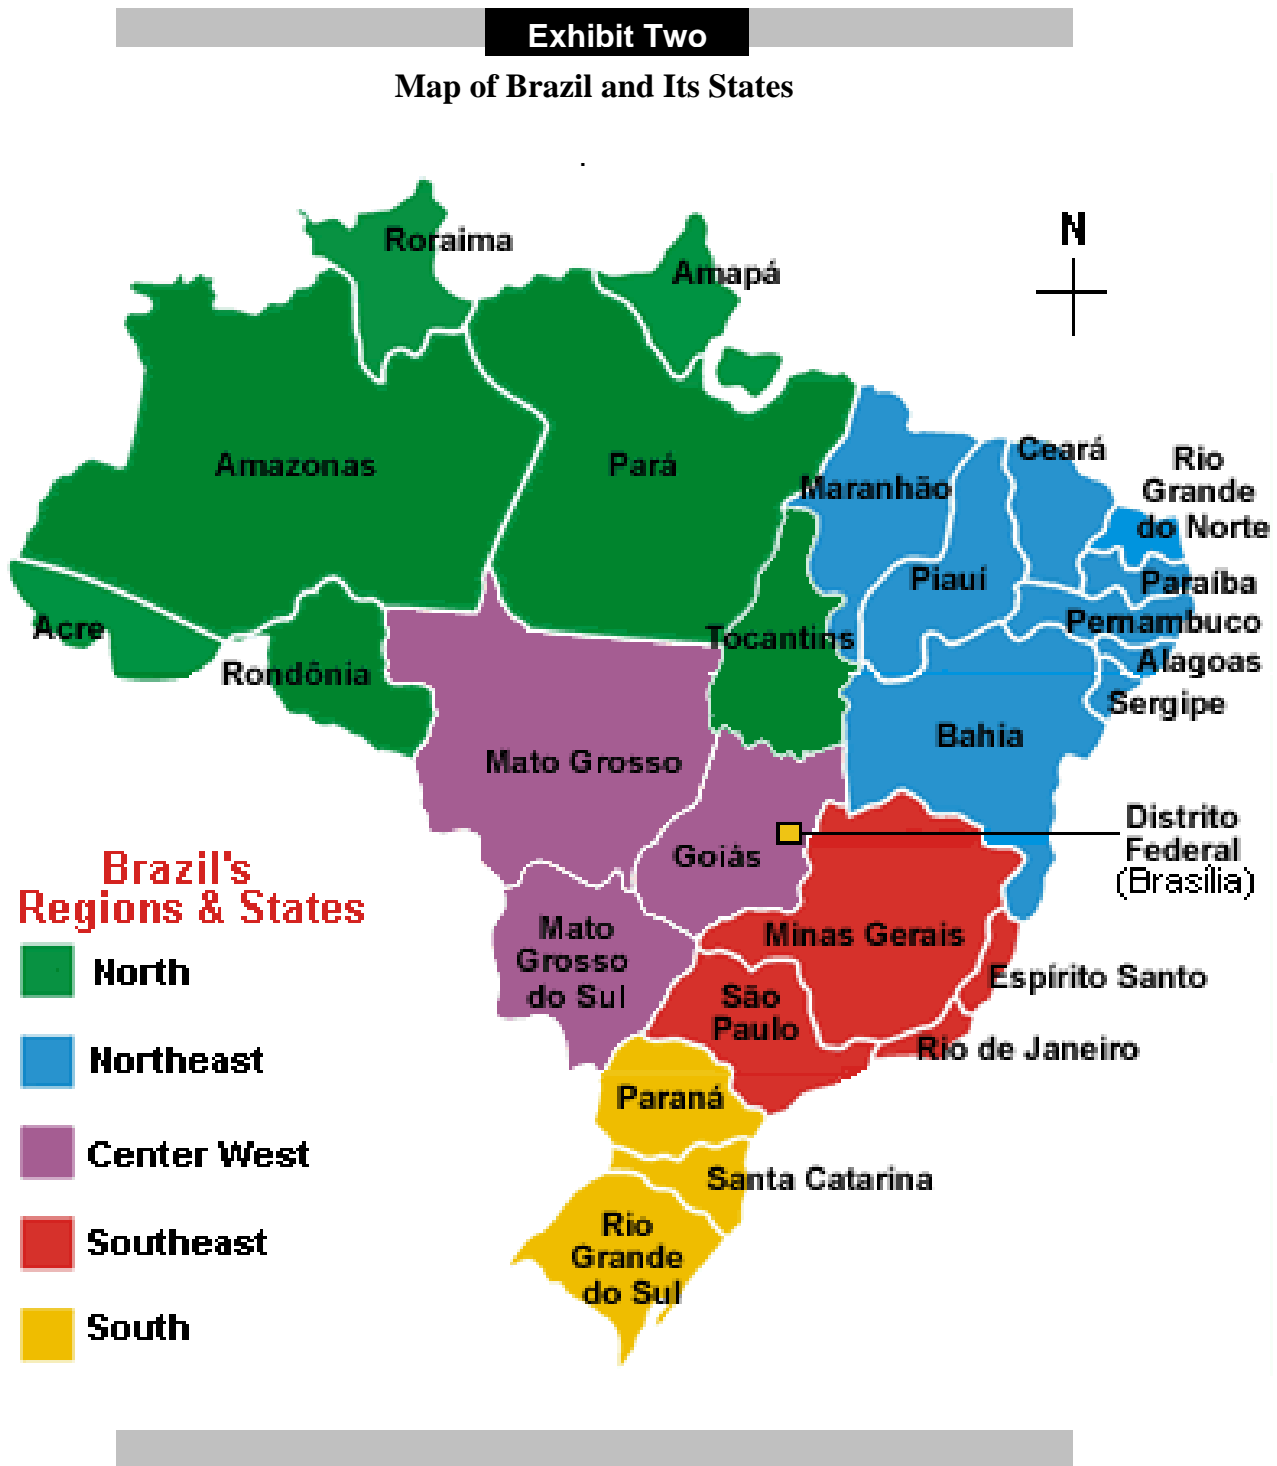 Exhibit Two
Map of Brazil and Its States
.
N
Roraima
Amapá
Amazonas
Pará
Maranhão
Ceará
Rio
Grande
do Norte
Piauí
Paraíba
Pernambuco
Acre
Rondônia
Tocantins
Alagoas
Sergipe
Bahia
Mato Grosso
Distrito
Federal
(Brasília)
Goiás
Mato
Grosso
do Sul
Minas Gerais
Espírito Santo
São
Paulo
Rio de Janeiro
Paraná
Santa Catarina
Rio
Grande
do Sul
Brazil's
Regions & States
North
Northeast
Center West
Southeast
South